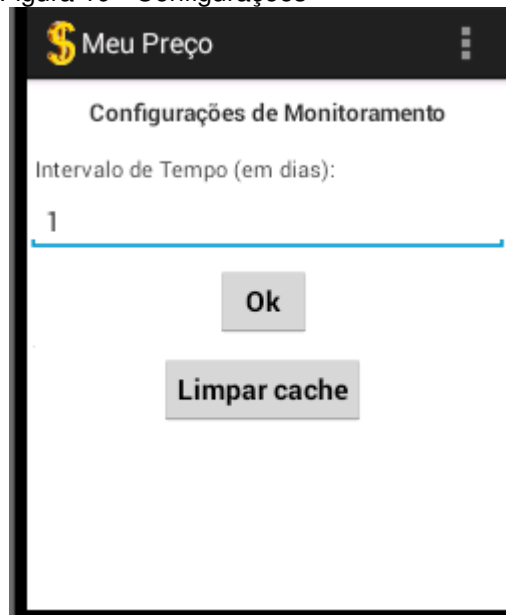 Meu Preço
Configurações de Monitoramento
Intervalo de Tempo (em dias):
1
Ok
Limpar cache